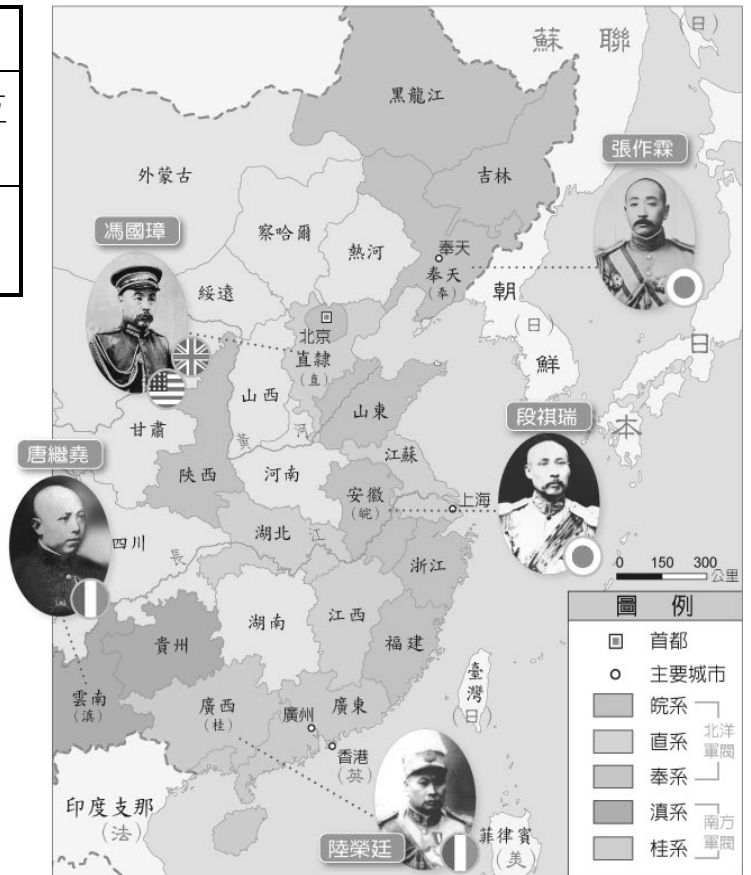 蘇聯
(日)
黑龍江
外蒙古
吉林
張作霖
察哈爾
熱河
馮國璋
奉天
奉天
(奉)
綏遠
朝鮮
(日)
北京
直隸
(直)
日本
山西
山東
段祺瑞
甘肅
黃河
唐繼堯
陝西
河南
江蘇
安徽
(皖)
上海
四川
湖北
長江
浙江
0 150 300
公里
湖南
江西
貴州
福建
雲南
(滇)
廣西
(桂)
廣州
廣東
臺灣
(日)
香港
(英)
印度支那
(法)
陸榮廷
菲律賓
(美)
圖例
首都
主要城市
皖系
直系
奉系
北洋
軍閥
滇系
桂系
南方
軍閥